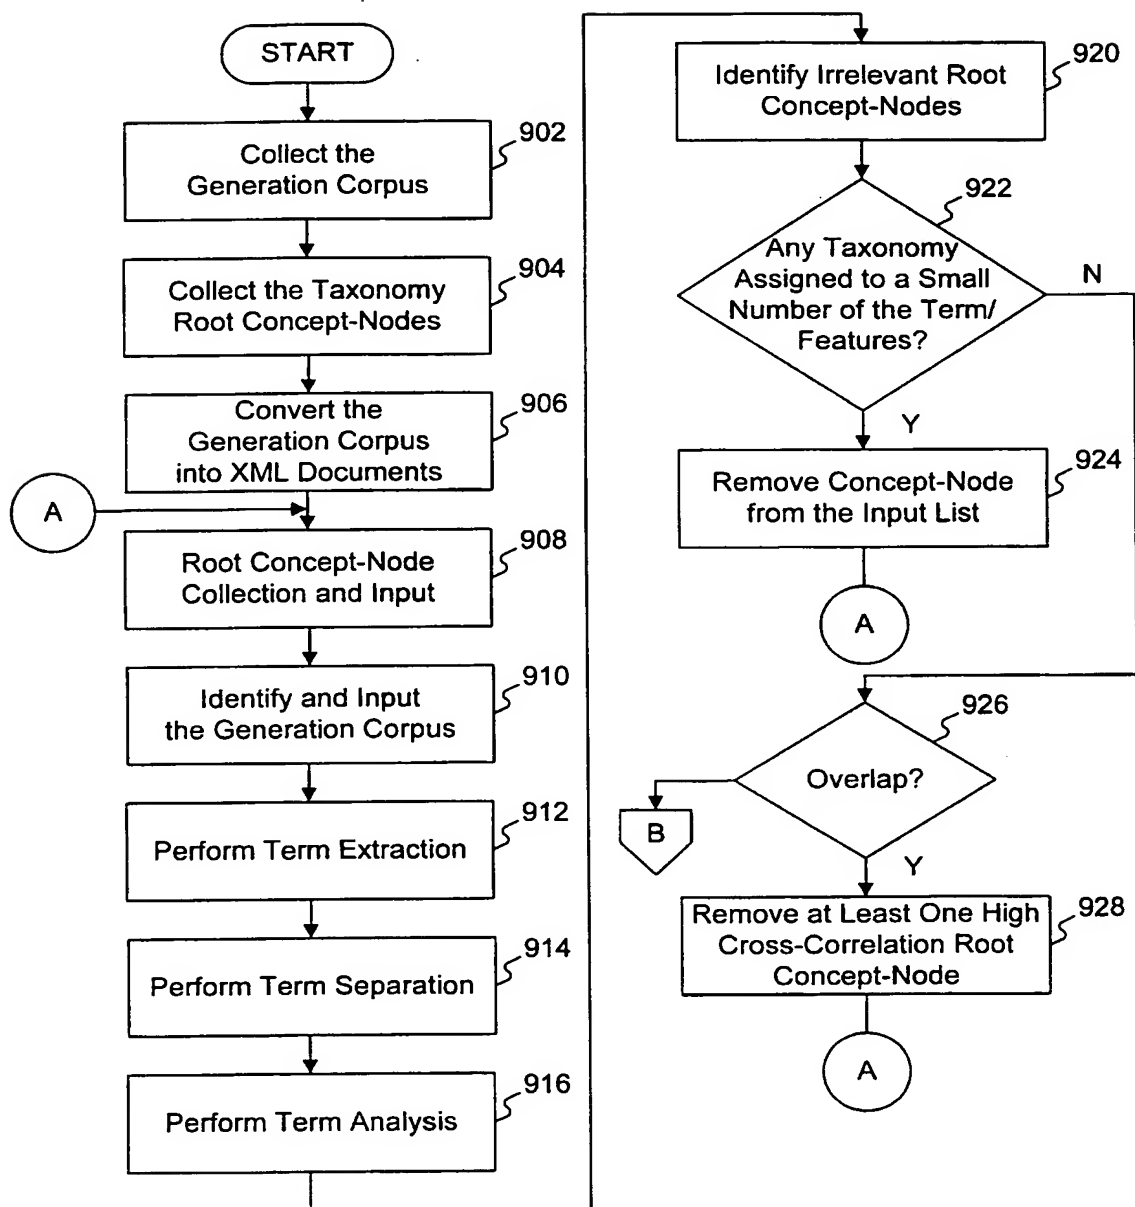 START
902
Collect the
Generation Corpus
904
Collect the Taxonomy
Root Concept-Nodes
906
Convert the
Generation Corpus
into XML Documents
A
908
Root Concept-Node
Collection and Input
910
Identify and Input
the Generation Corpus
912
Perform Term Extraction
914
Perform Term Separation
916
Perform Term Analysis
920
Identify Irrelevant Root
Concept-Nodes
922
Any Taxonomy
Assigned to a Small
Number of the Term/
Features?
N
Y
924
Remove Concept-Node
from the Input List
A
926
Overlap?
B
Y
928
Remove at Least One High
Cross-Correlation Root
Concept-Node
A